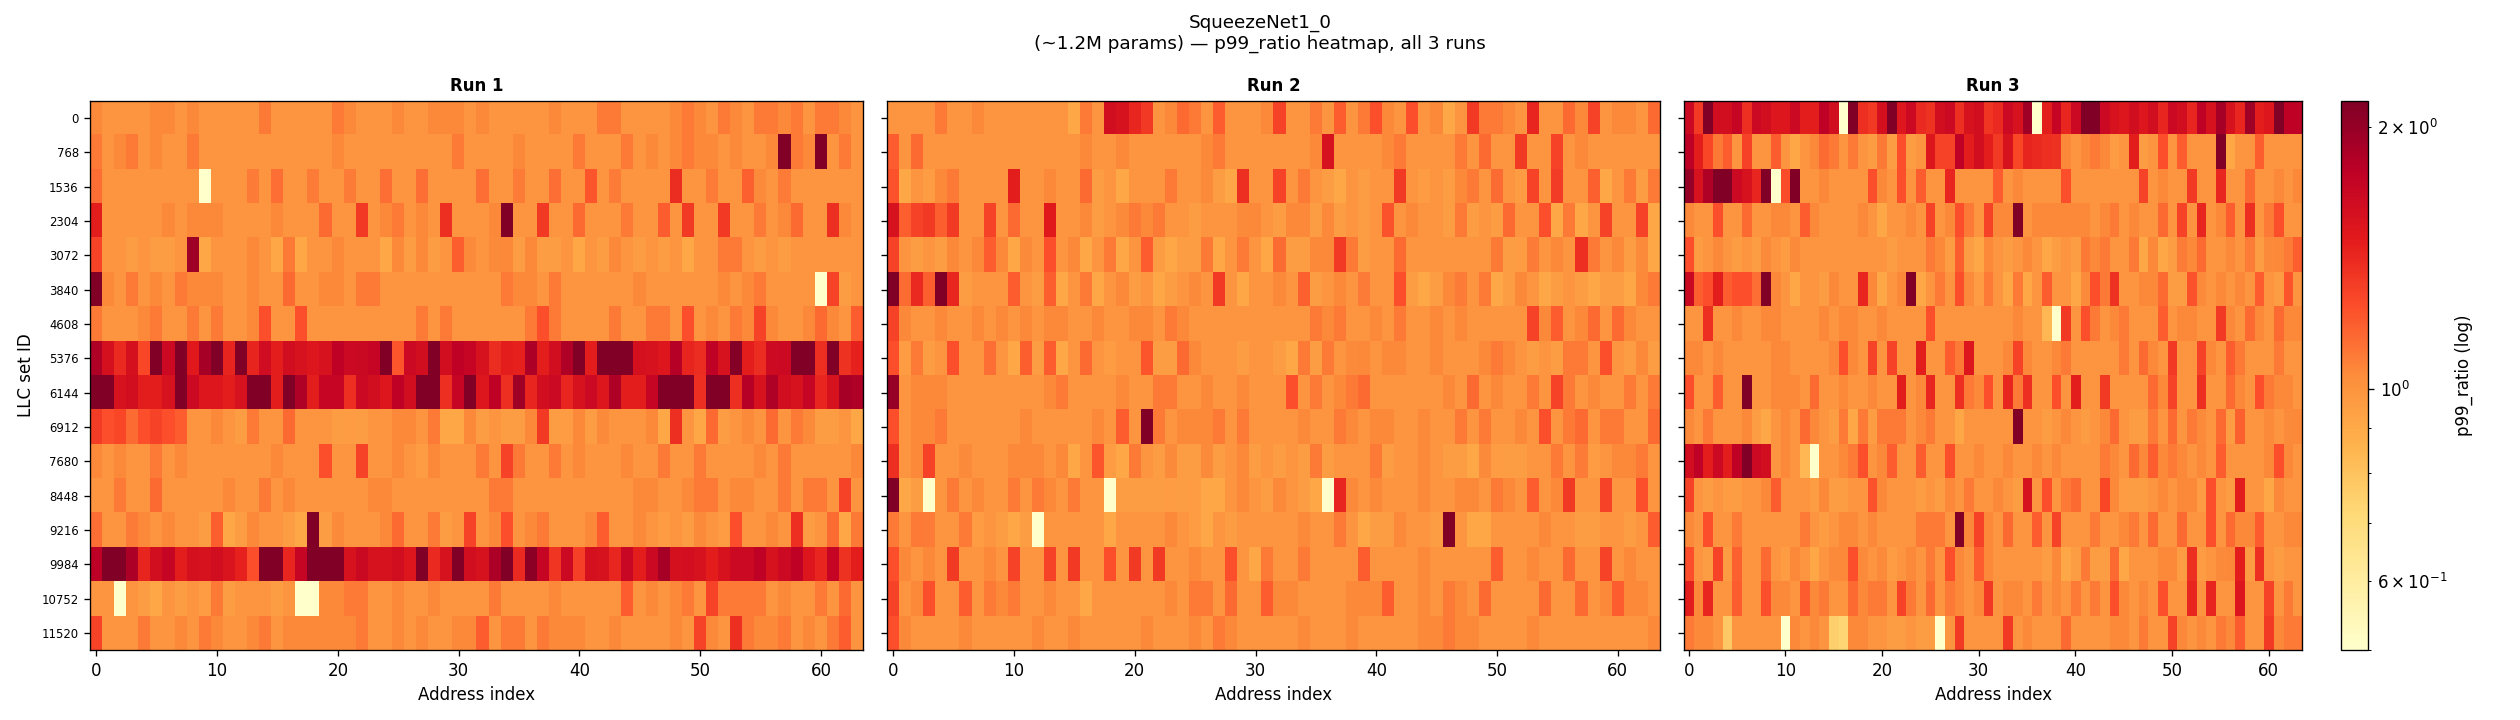 SqueezeNet1_0
(~1.2M params) — p99_ratio heatmap, all 3 runs
Run 1
Run 2
Run 3
LLC set ID
0
768
1536
2304
3072
3840
4608
5376
6144
6912
7680
8448
9216
9984
10752
11520
0 10 20 30 40 50 60
0 10 20 30 40 50 60
0 10 20 30 40 50 60
Address index
Address index
Address index
2 × 10⁰
10⁰
6 × 10⁻¹
p99_ratio (log)